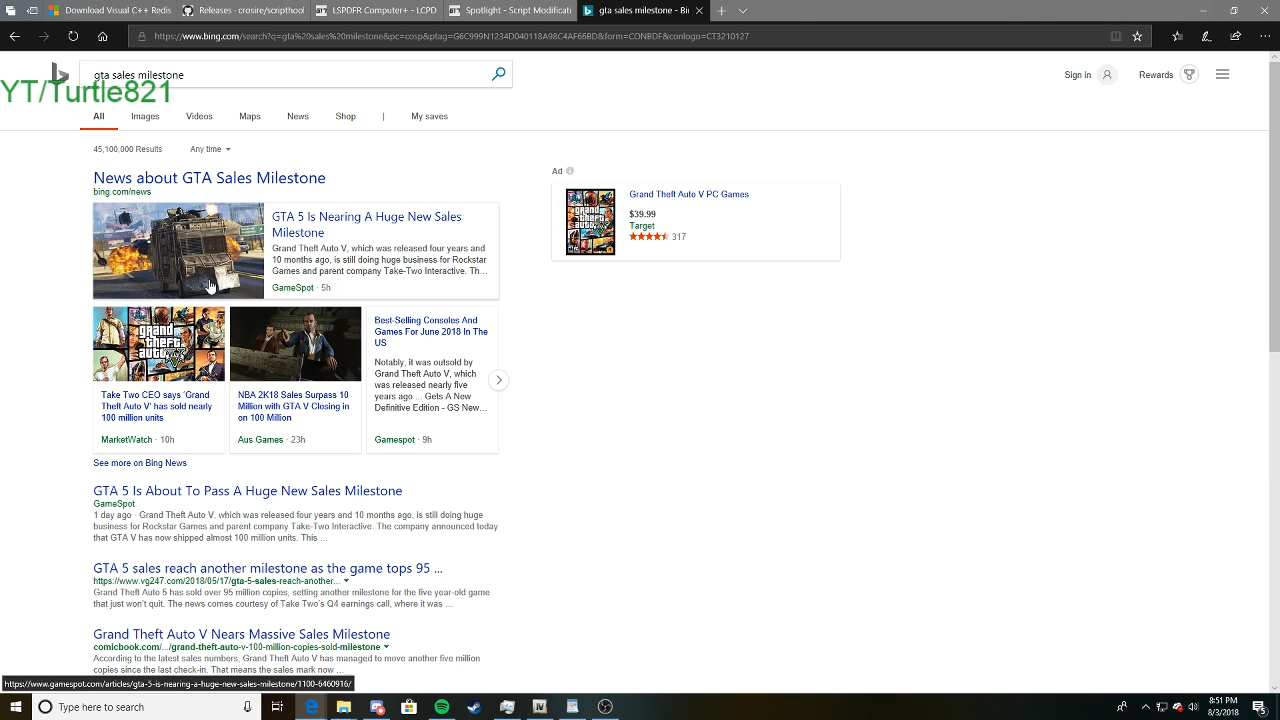 Microsoft Visual C++ Redis
Releases · crosire/scripthoo
LSPDFR Computer+ - LCPD
Spotlight - Script Modificati
gta sales milestone - Bi
https://www.bing.com/search?q=gta%20sales%20milestone&pc=cosp&ptag=G6C999N1234D040118A98C4AF66BD&form=CONBDF&conlogo=CT3210127
gta sales milestone
Sign in
Rewards
YT/Turtle821
All
Images
Videos
Maps
News
Shop
|
My saves
45,100,000 Results
Any time
News about GTA Sales Milestone
bing.com/news
GTA 5 Is Nearing A Huge New Sales
Milestone
Grand Theft Auto V, which was released four years and
10 months ago, is still doing huge business for Rockstar
Games and parent company Take-Two Interactive. Th...
GameSpot · 5h
grand
theft
auto
Take Two CEO says 'Grand
Theft Auto V' has sold nearly
100 million units
MarketWatch · 10h
NBA 2K18 Sales Surpass 10
Million with GTA V Closing in
on 100 Million
Aus Games · 23h
Best-Selling Consoles And
Games For June 2018 In The
US
Notably, it was outsold by
Grand Theft Auto V, which
was released nearly five
years ago ... Gets A New
Definitive Edition - GS New...
Gamespot · 9h
See more on Bing News
GTA 5 Is About To Pass A Huge New Sales Milestone
GameSpot
1 day ago · Grand Theft Auto V, which was released four years and 10 months ago, is still doing huge
business for Rockstar Games and parent company Take-Two Interactive. The company announced today
that GTA V has now shipped almost 100 million units. This ...
GTA 5 sales reach another milestone as the game tops 95 ...
https://www.vg247.com/2018/05/17/gta-5-sales-reach-another...
Grand Theft Auto 5 has sold over 95 million copies, setting another milestone for the five year-old game
that just won't quit. The news comes courtesy of Take Two's Q4 earnings call, where it was ...
Grand Theft Auto V Nears Massive Sales Milestone
comicbook.com/.../grand-theft-auto-v-100-million-copies-sold-milestone
According to the latest sales numbers, Grand Theft Auto V has managed to move another five million
copies since the last check-in. That means the sales mark now ...
Ad
grand
theft
auto
Grand Theft Auto V PC Games
$39.99
Target
317
https://www.gamespot.com/articles/gta-5-is-nearing-a-huge-new-sales-milestone/1100-6460916/
Type here to search
8:51 PM
8/3/2018